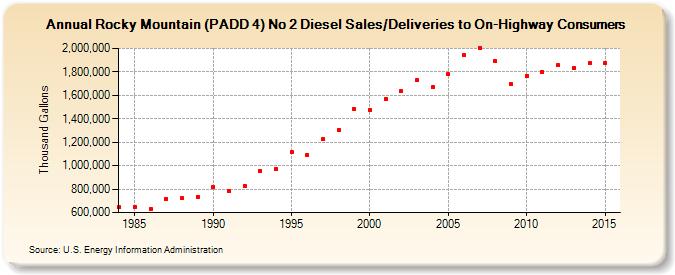 Annual Rocky Mountain (PADD 4) No 2 Diesel Sales/Deliveries to On-Highway Consumers
Thousand Gallons
2,000,000
1,800,000
1,600,000
1,400,000
1,200,000
1,000,000
800,000
600,000
1985 1990 1995 2000 2005 2010 2015
Source: U.S. Energy Information Administration